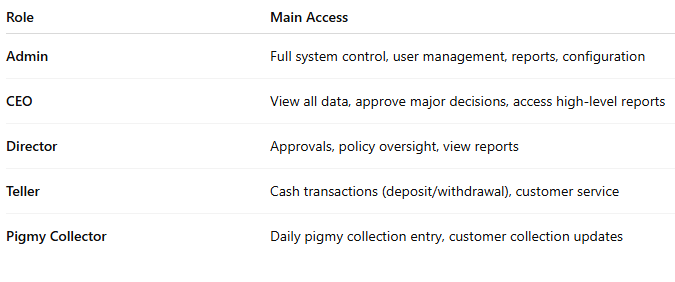 Role Main Access
Admin Full system control, user management, reports, configuration
CEO View all data, approve major decisions, access high-level reports
Director Approvals, policy oversight, view reports
Teller Cash transactions (deposit/withdrawal), customer service
Pigmy Collector Daily pigmy collection entry, customer collection updates